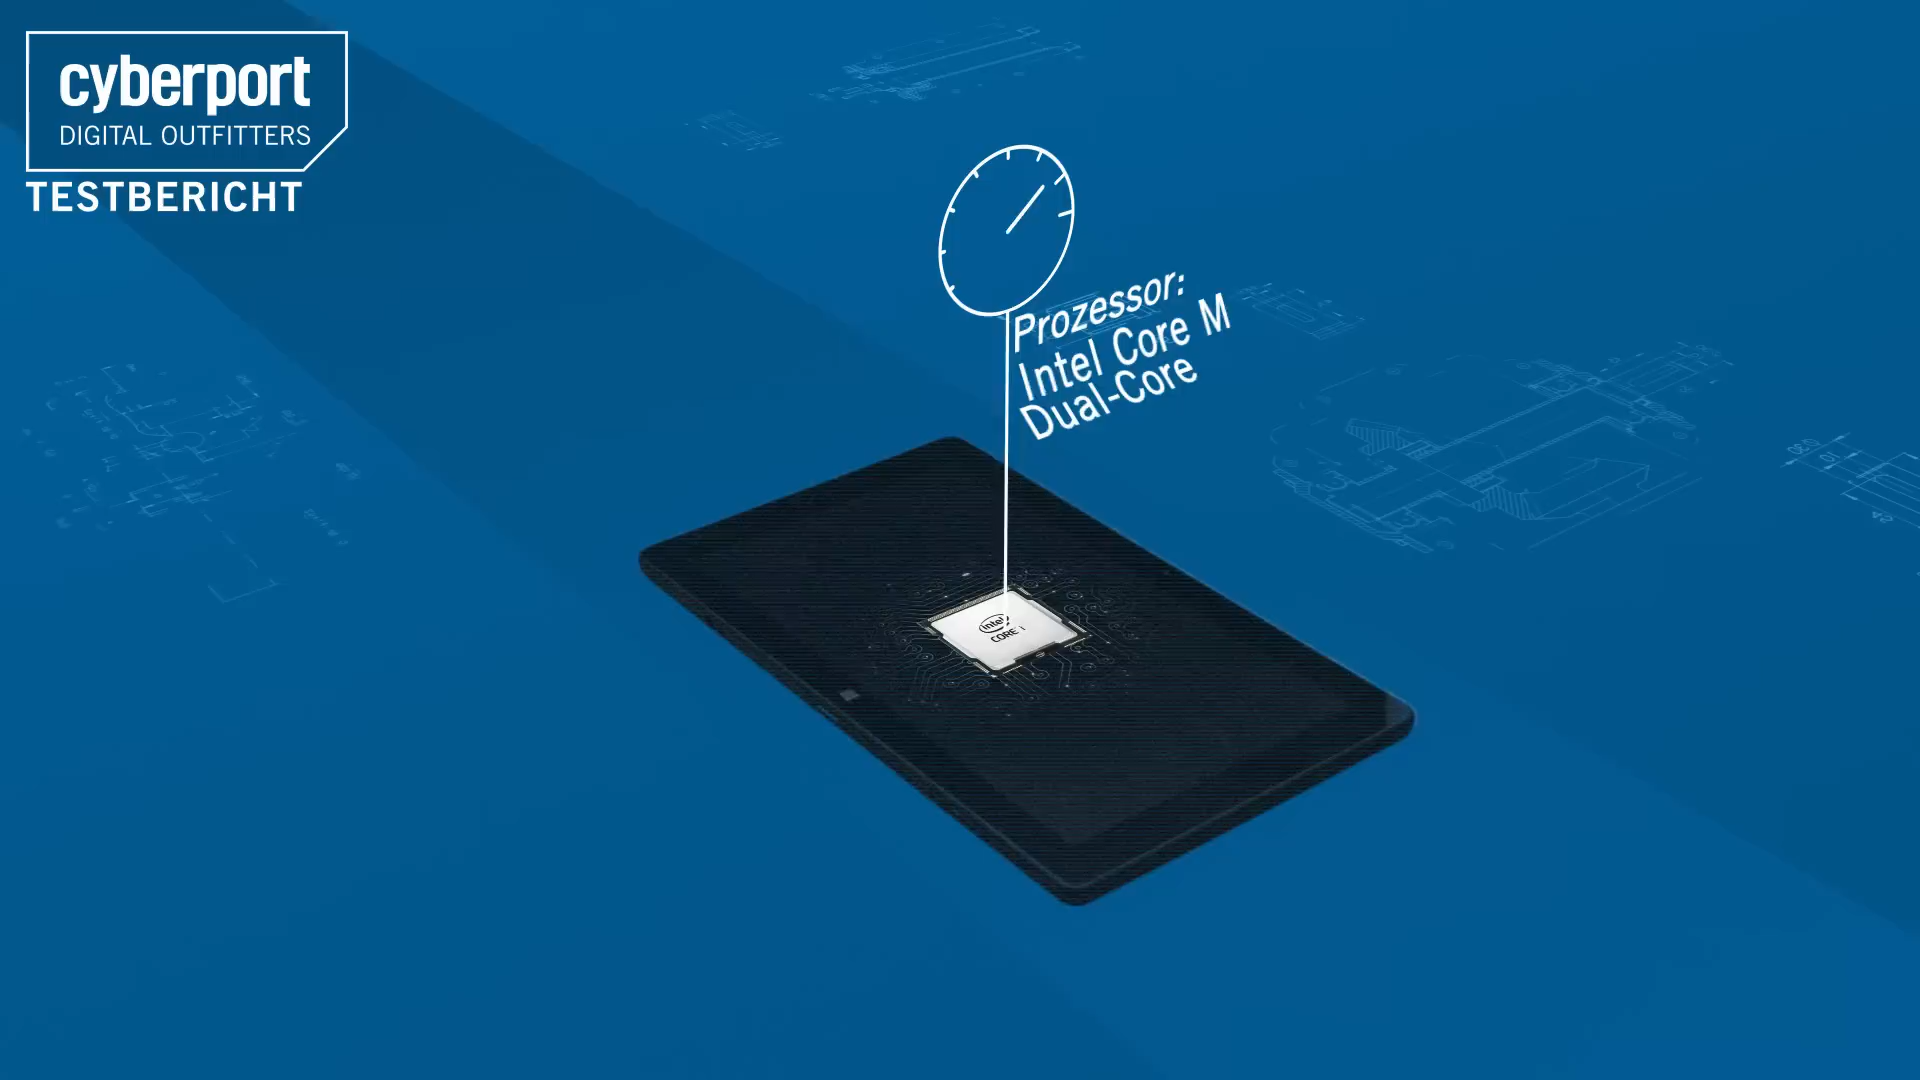 cyberport
DIGITAL OUTFITTERS
TESTBERICHT
Prozessor:
Intel Core M
Dual-Core
intel
CORE i